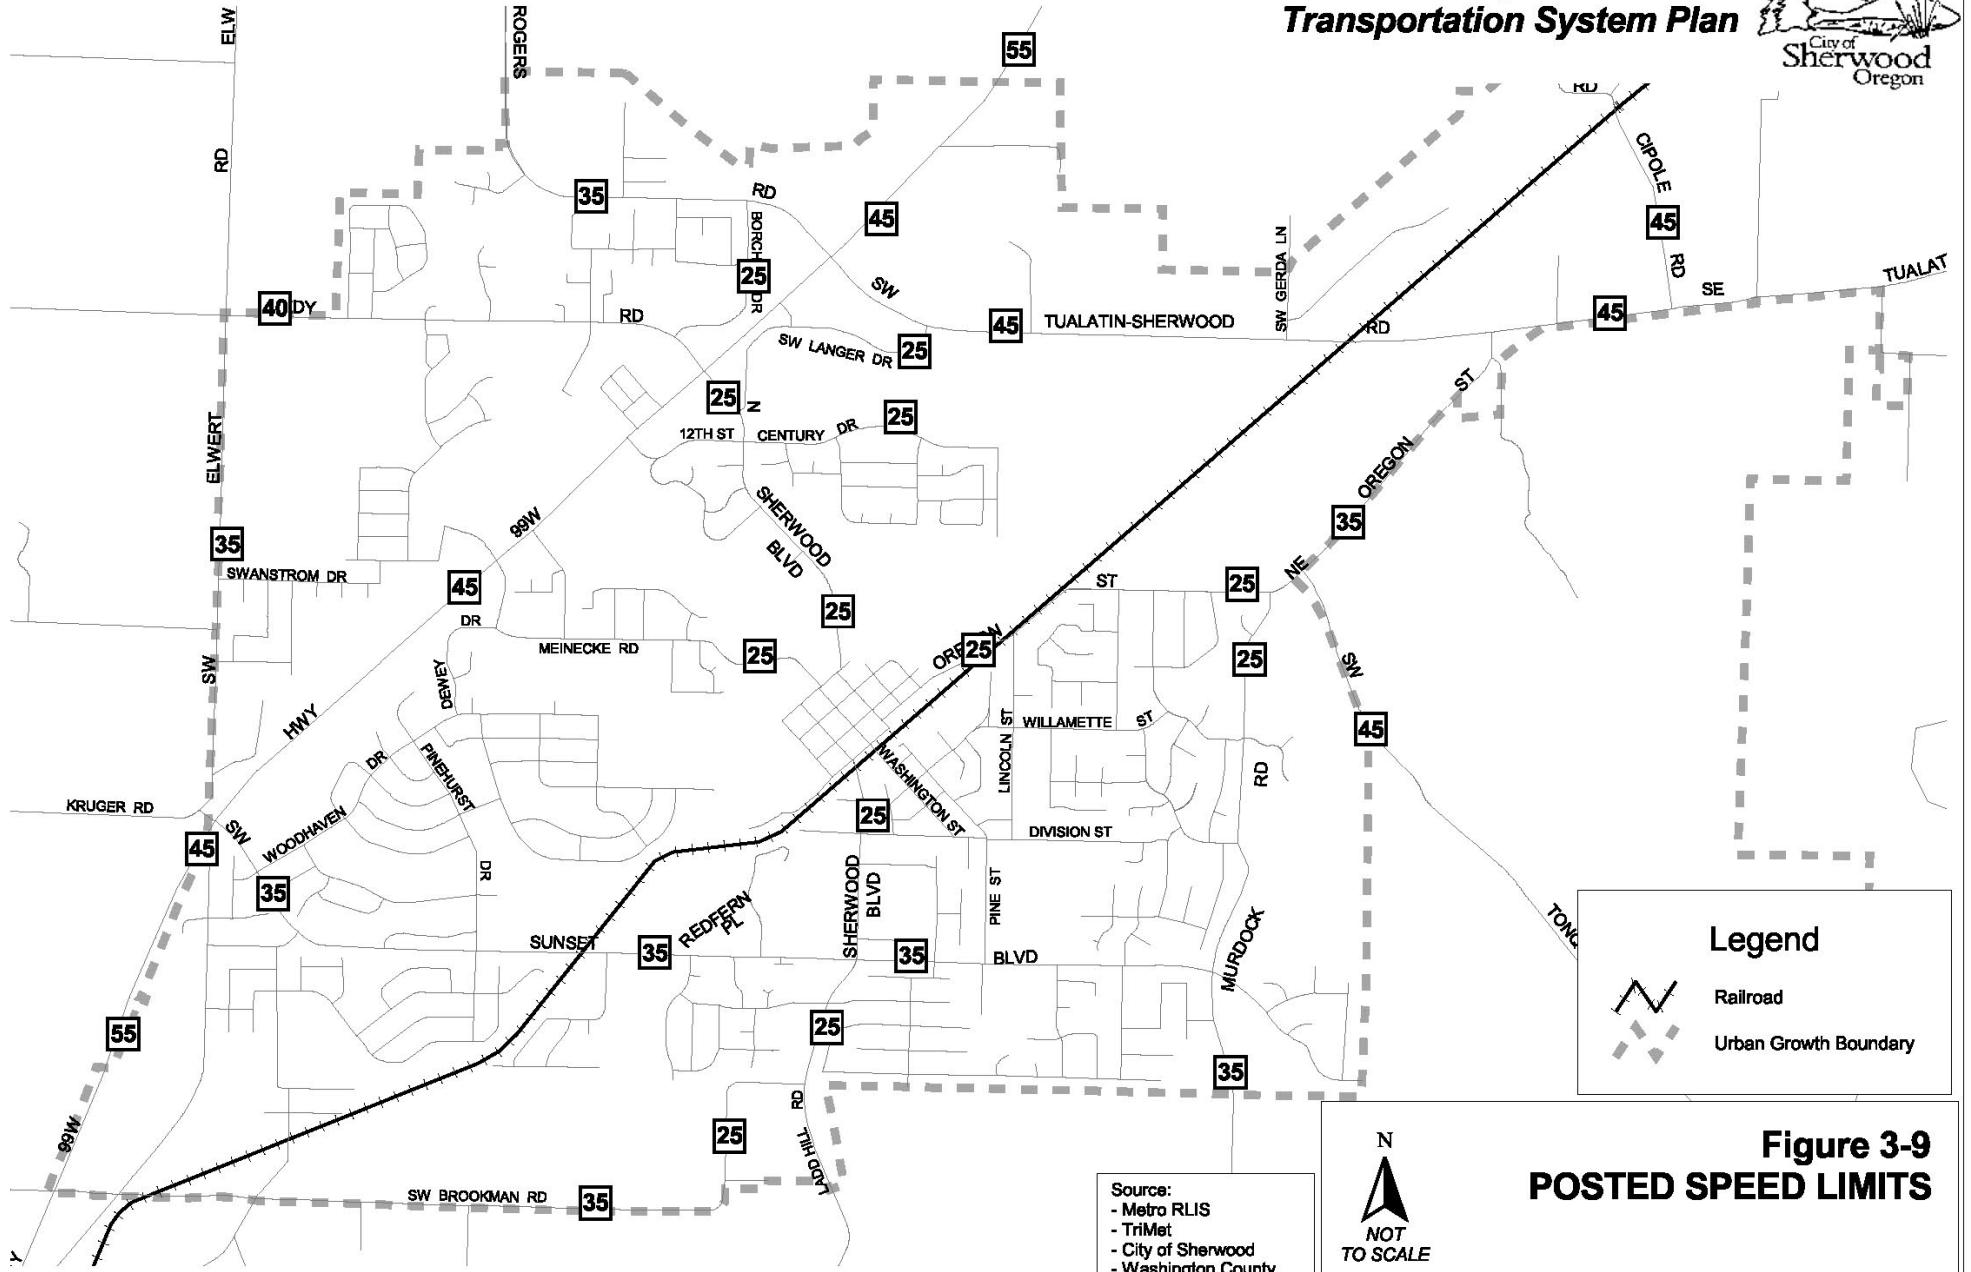 Transportation System Plan
City of
Sherwood
Oregon
ELW
ROGERS
55
RD
RD
CIPOLE
35
RD
45
45
BORCH
25
DR
SW
SW GERDA LN
RD
TUALAT
SE
40
DY
RD
45
TUALATIN-SHERWOOD
RD
45
SW LANGER DR
25
25
N
25
12TH ST
CENTURY
DR
ST
ELWERT
OREGON
99W
SHERWOOD
BLVD
35
35
SWANSTROM DR
45
ST
25
NE
25
DR
MEINECKE RD
25
OREGON
25
25
SW
DEWEY
SW
HWY
LINCOLN ST
WILLAMETTE
ST
45
DR
PINEHURST
WASHINGTON ST
RD
KRUGER RD
SW
WOODHAVEN
25
DIVISION ST
45
DR
35
SHERWOOD
BLVD
PINE ST
REDFERN
PL
SUNSET
35
35
BLVD
MURDOCK
TONQ
Legend
Railroad
Urban Growth Boundary
55
25
35
99W
25
RD
LADD HILL
SW BROOKMAN RD
35
Y
Source:
- Metro RLIS
- TriMet
- City of Sherwood
- Washington County
N
NOT
TO SCALE
Figure 3-9
POSTED SPEED LIMITS